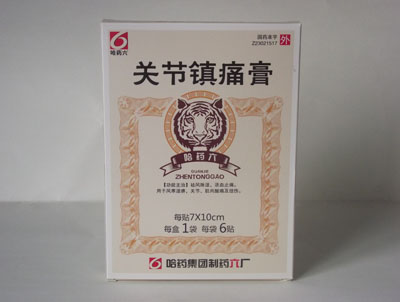 哈药六
国药准字
Z23021517
外
关节镇痛膏
哈药六
GUANJIE
ZHENTONGGAO
【功能主治】祛风除湿，活血止痛。
用于风寒湿痹，关节、肌肉酸痛及扭伤。
每贴7X10cm
每盒1袋 每袋6贴
哈药集团制药六厂